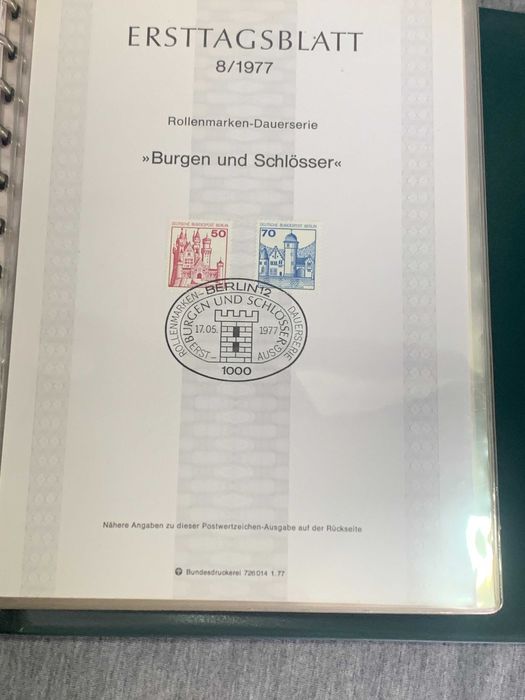 ERSTTAGSBLATT
8/1977
Rollenmarken-Dauerserie
»Burgen und Schlösser«
DEUTSCHE BUNDESPOST BERLIN
50
DEUTSCHE BUNDESPOST BERLIN
70
ROLLENMARKEN– BERLIN 12 DAUERSERIE
BURGEN UND SCHLÖSSER
17.05. 1977
ERST– AUSG
1000
Nähere Angaben zu dieser Postwertzeichen-Ausgabe auf der Rückseite
Bundesdruckerei 726014 1.77